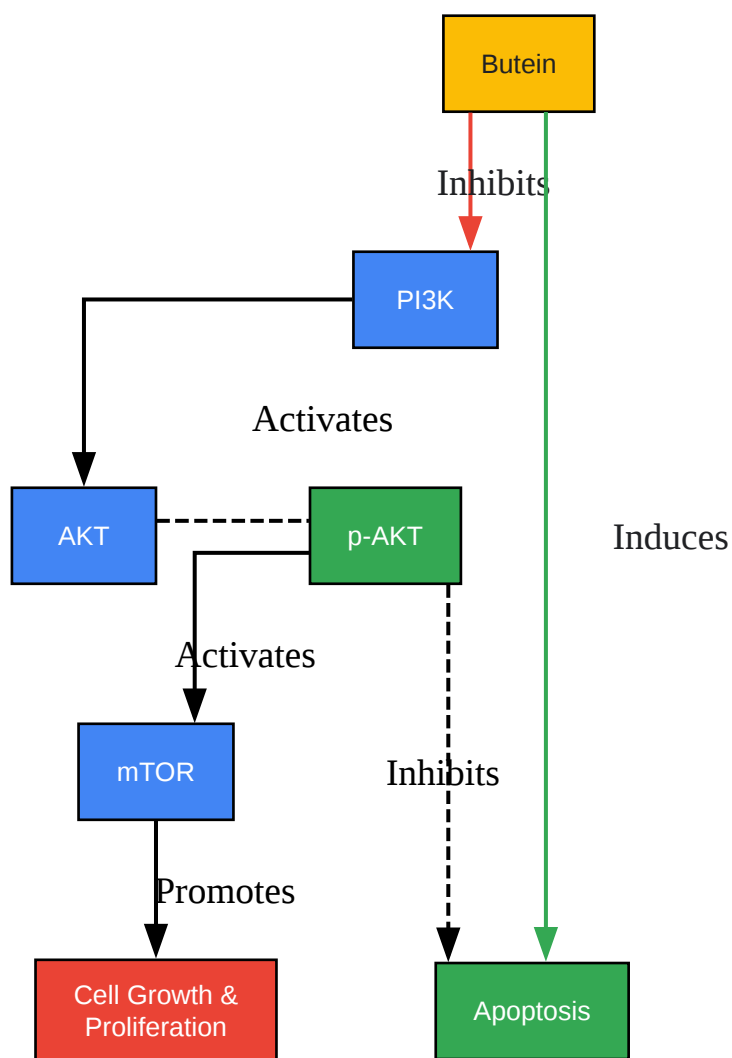 Butein
Inhibits
PI3K
Activates
AKT
p-AKT
Induces
Activates
mTOR
Inhibits
Promotes
Cell Growth &
Proliferation
Apoptosis